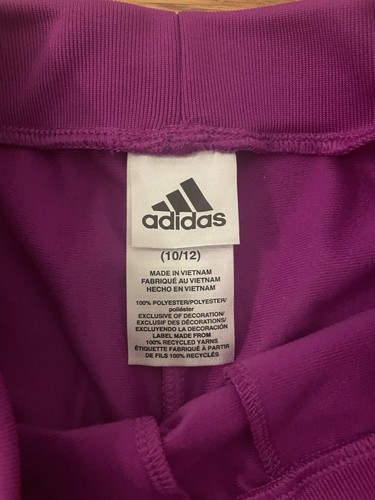 adidas
(10/12)
MADE IN VIETNAM
FABRIQUÉ AU VIETNAM
HECHO EN VIETNAM
100% POLYESTER/POLYESTER/
poliéster
EXCLUSIVE OF DECORATION/
EXCLUSIF DES DÉCORATIONS/
EXCLUYENDO LA DECORACIÓN
LABEL MADE FROM
100% RECYCLED YARNS
ÉTIQUETTE FABRIQUÉ À PARTIR
DE FILS 100% RECYCLÉS